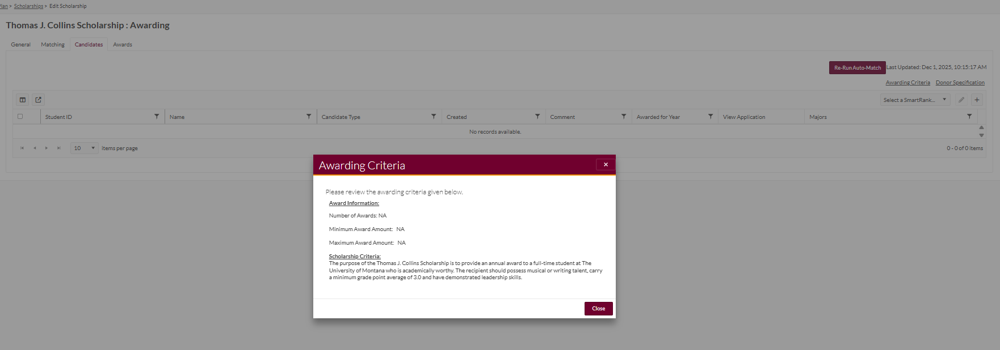 Plan > Scholarships > Edit Scholarship
Thomas J. Collins Scholarship : Awarding
General Matching Candidates Awards
Re-Run Auto-Match Last Updated: Dec 1, 2025, 10:15:17 AM
Awarding Criteria Donor Specification
Select a SmartRank...
Student ID Name Candidate Type Created Comment Awarded for Year View Application Majors
No records available.
10 items per page 0 - 0 of 0 items
Awarding Criteria
Please review the awarding criteria given below.
Award Information:
Number of Awards: NA
Minimum Award Amount: NA
Maximum Award Amount: NA
Scholarship Criteria:
The purpose of the Thomas J. Collins Scholarship is to provide an annual award to a full-time student at The
University of Montana who is academically worthy. The recipient should possess musical or writing talent, carry
a minimum grade point average of 3.0 and have demonstrated leadership skills.
Close